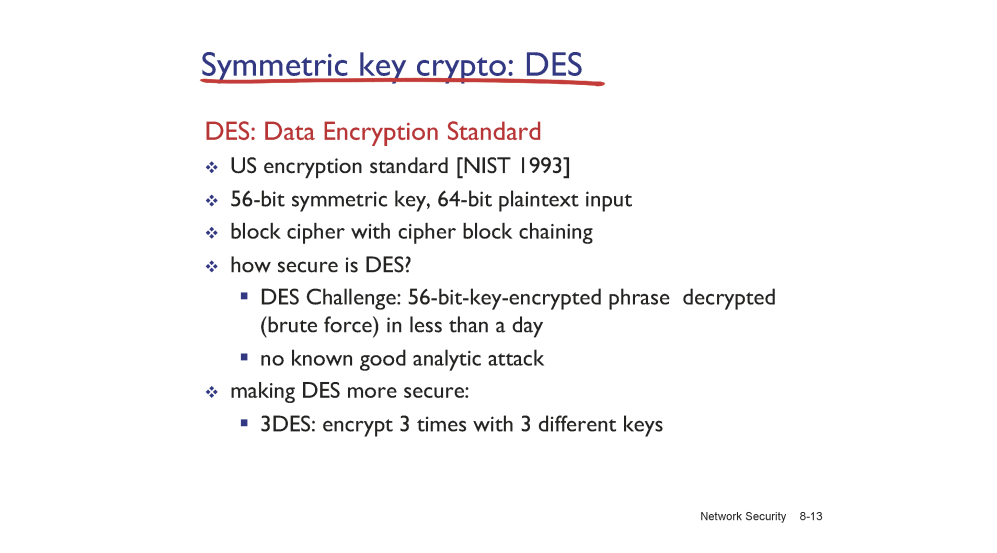 Symmetric key crypto: DES
DES: Data Encryption Standard
❖ US encryption standard [NIST 1993]
❖ 56-bit symmetric key, 64-bit plaintext input
❖ block cipher with cipher block chaining
❖ how secure is DES?
▪ DES Challenge: 56-bit-key-encrypted phrase  decrypted
(brute force) in less than a day
▪ no known good analytic attack
❖ making DES more secure:
▪ 3DES: encrypt 3 times with 3 different keys
Network Security 8-13